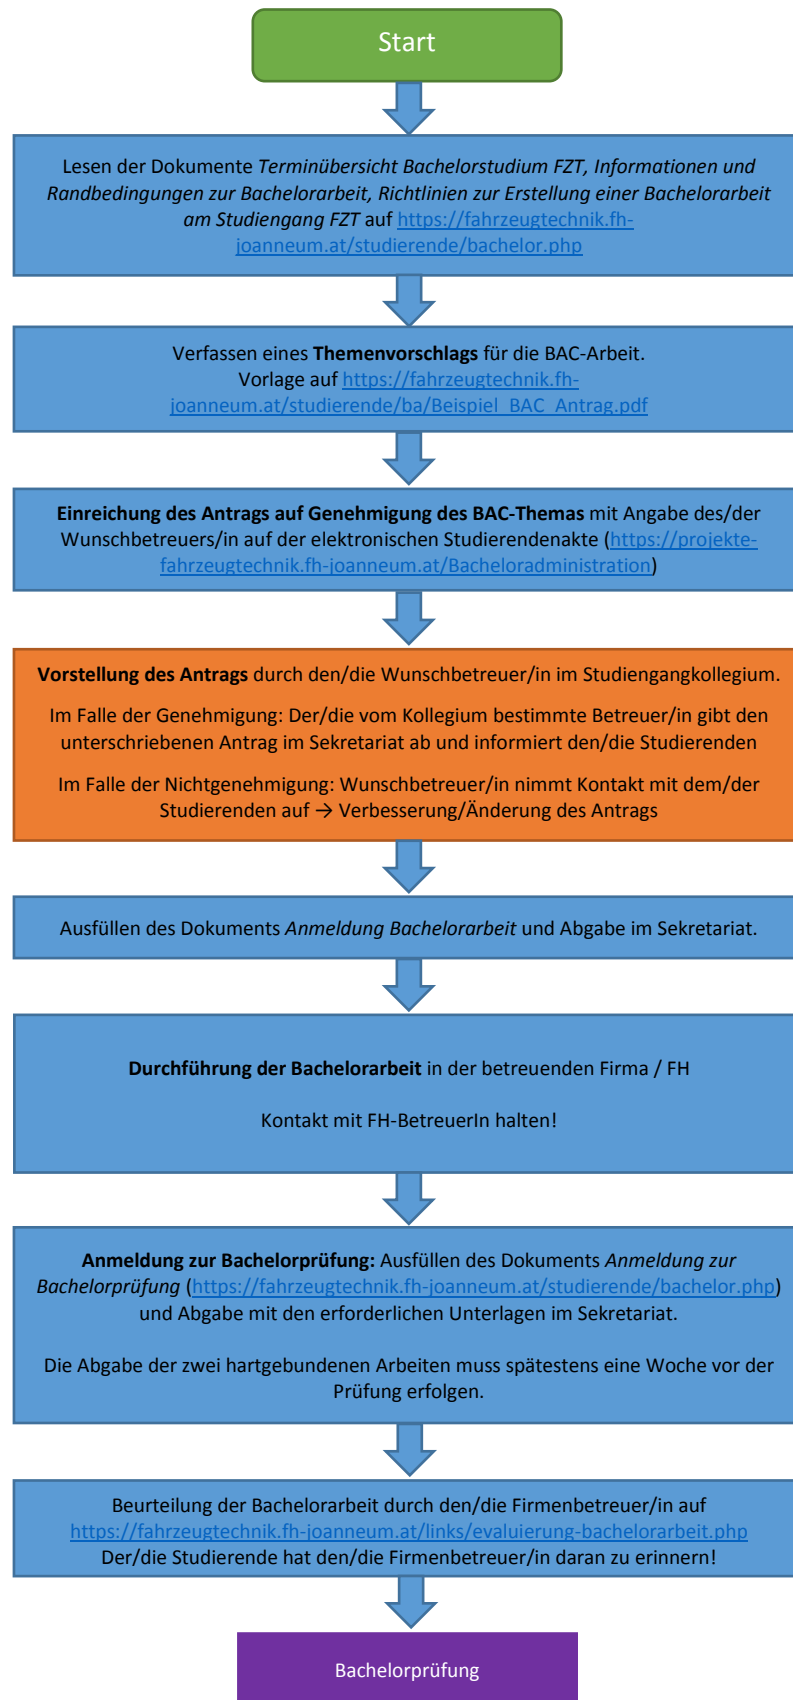 Start
Lesen der Dokumente Terminübersicht Bachelorstudium FZT, Informationen und
Randbedingungen zur Bachelorarbeit, Richtlinien zur Erstellung einer Bachelorarbeit
am Studiengang FZT auf https://fahrzeugtechnik.fh-
joanneum.at/studierende/bachelor.php
Verfassen eines Themenvorschlags für die BAC-Arbeit.
Vorlage auf https://fahrzeugtechnik.fh-
joanneum.at/studierende/ba/Beispiel_BAC_Antrag.pdf
Einreichung des Antrags auf Genehmigung des BAC-Themas mit Angabe des/der
Wunschbetreuers/in auf der elektronischen Studierendenakte (https://projekte-
fahrzeugtechnik.fh-joanneum.at/Bacheloradministration)
Vorstellung des Antrags durch den/die Wunschbetreuer/in im Studiengangkollegium.
Im Falle der Genehmigung: Der/die vom Kollegium bestimmte Betreuer/in gibt den
unterschriebenen Antrag im Sekretariat ab und informiert den/die Studierenden
Im Falle der Nichtgenehmigung: Wunschbetreuer/in nimmt Kontakt mit dem/der
Studierenden auf → Verbesserung/Änderung des Antrags
Ausfüllen des Dokuments Anmeldung Bachelorarbeit und Abgabe im Sekretariat.
Durchführung der Bachelorarbeit in der betreuenden Firma / FH
Kontakt mit FH-BetreuerIn halten!
Anmeldung zur Bachelorprüfung: Ausfüllen des Dokuments Anmeldung zur
Bachelorprüfung (https://fahrzeugtechnik.fh-joanneum.at/studierende/bachelor.php)
und Abgabe mit den erforderlichen Unterlagen im Sekretariat.
Die Abgabe der zwei hartgebundenen Arbeiten muss spätestens eine Woche vor der
Prüfung erfolgen.
Beurteilung der Bachelorarbeit durch den/die Firmenbetreuer/in auf
https://fahrzeugtechnik.fh-joanneum.at/links/evaluierung-bachelorarbeit.php
Der/die Studierende hat den/die Firmenbetreuer/in daran zu erinnern!
Bachelorprüfung